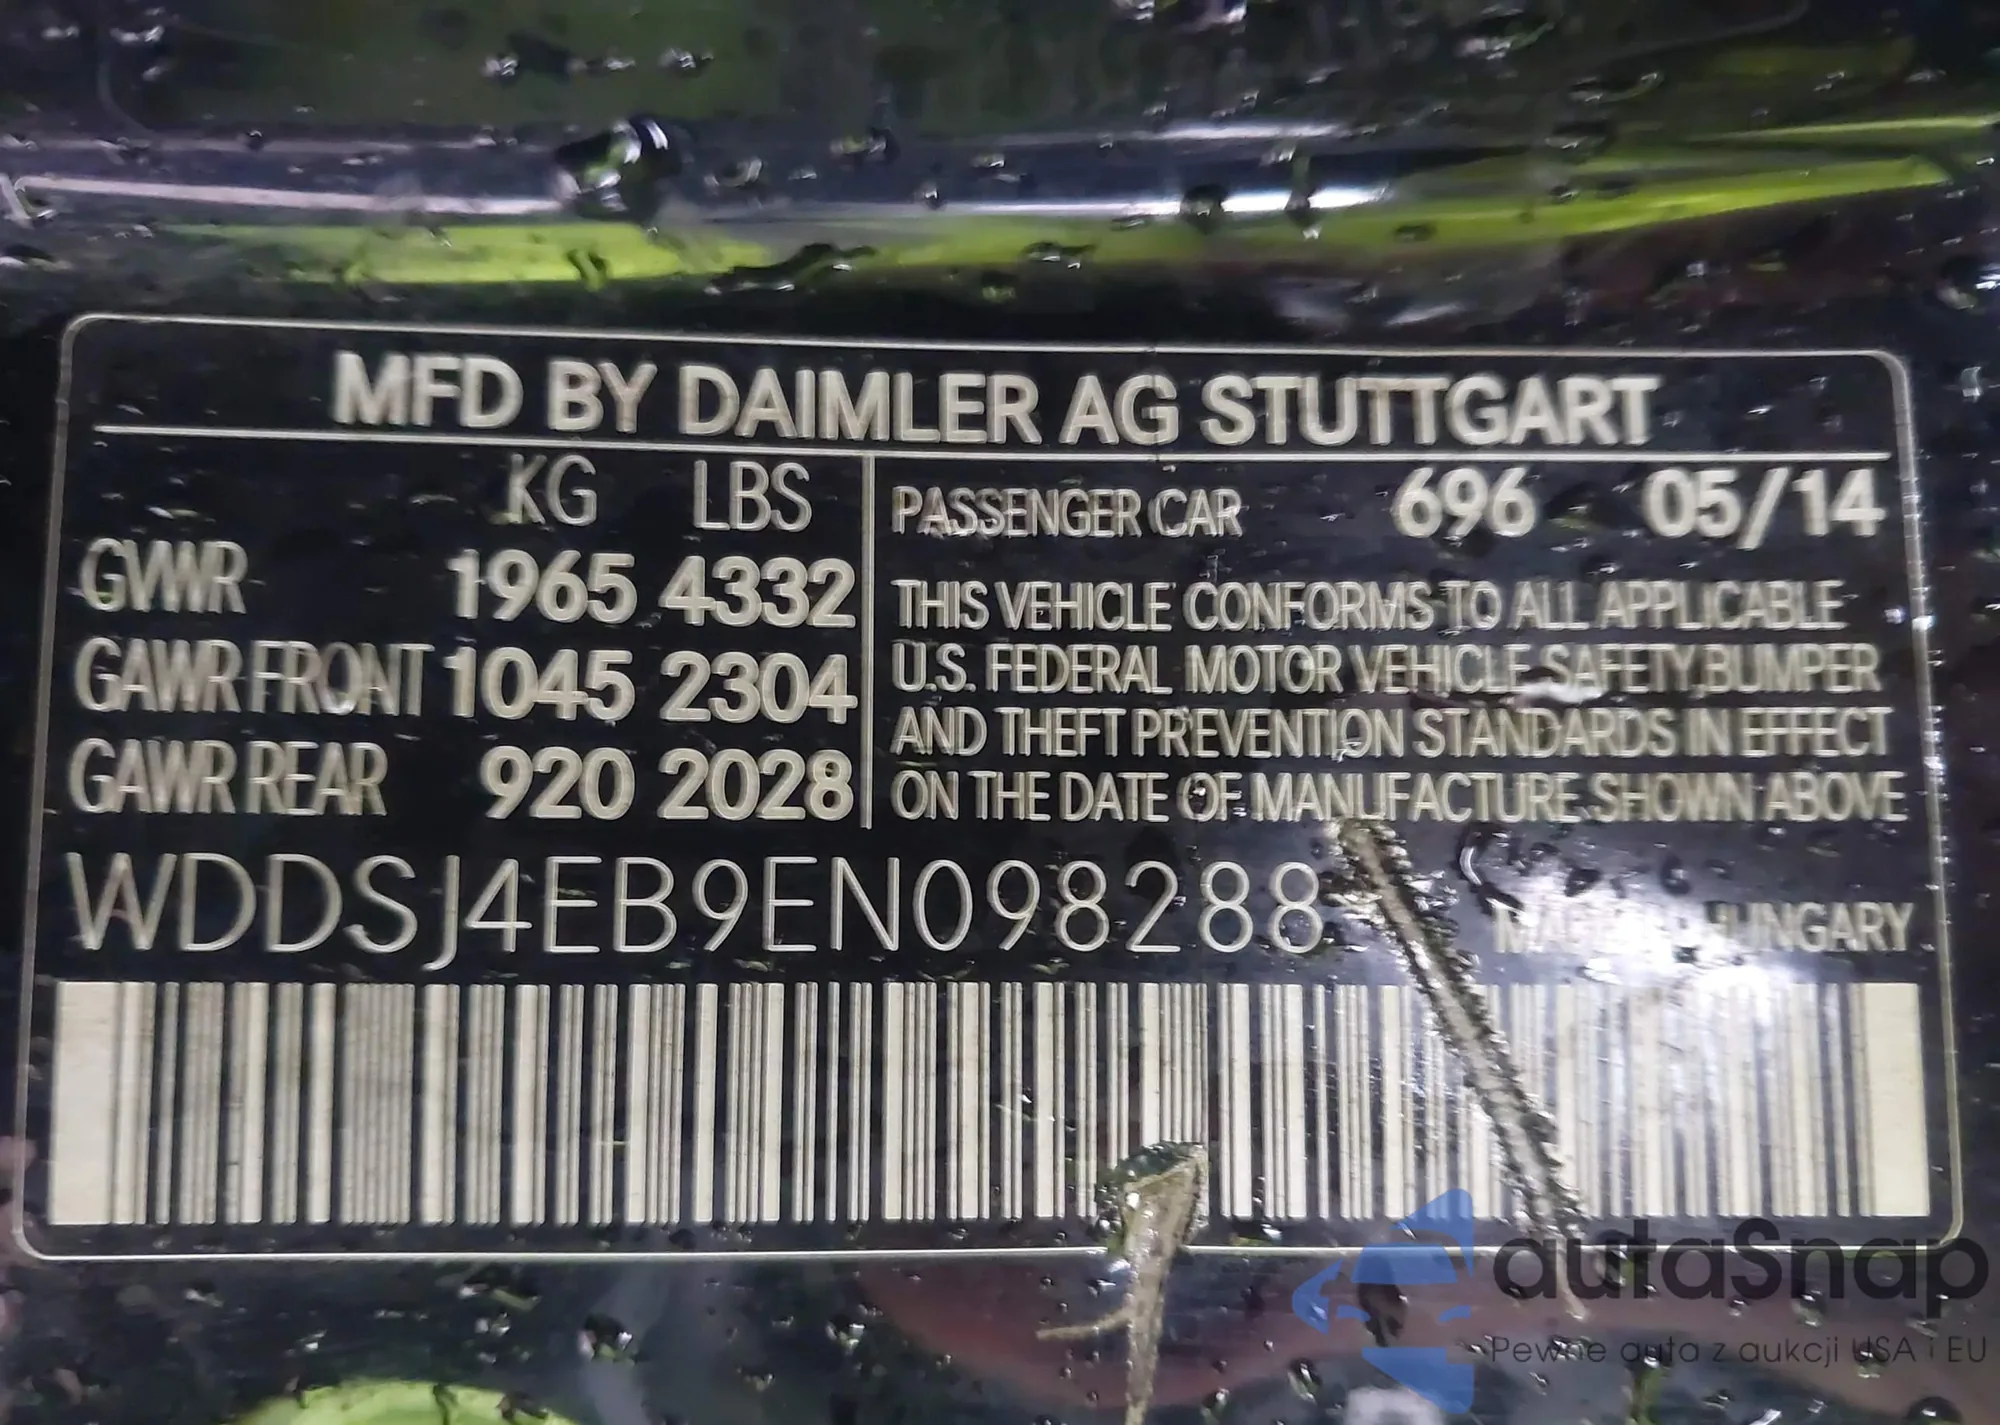 MFD BY DAIMLER AG STUTTGART
KG LBS
GVWR 1965 4332
GAWR FRONT 1045 2304
GAWR REAR 920 2028
PASSENGER CAR 696 05/14
THIS VEHICLE CONFORMS TO ALL APPLICABLE
U.S. FEDERAL MOTOR VEHICLE SAFETY,BUMPER
AND THEFT PREVENTION STANDARDS IN EFFECT
ON THE DATE OF MANUFACTURE SHOWN ABOVE
WDDSJ4EB9EN098288
HUNGARY
autaSnap
Pewne auta z aukcji USA i EU